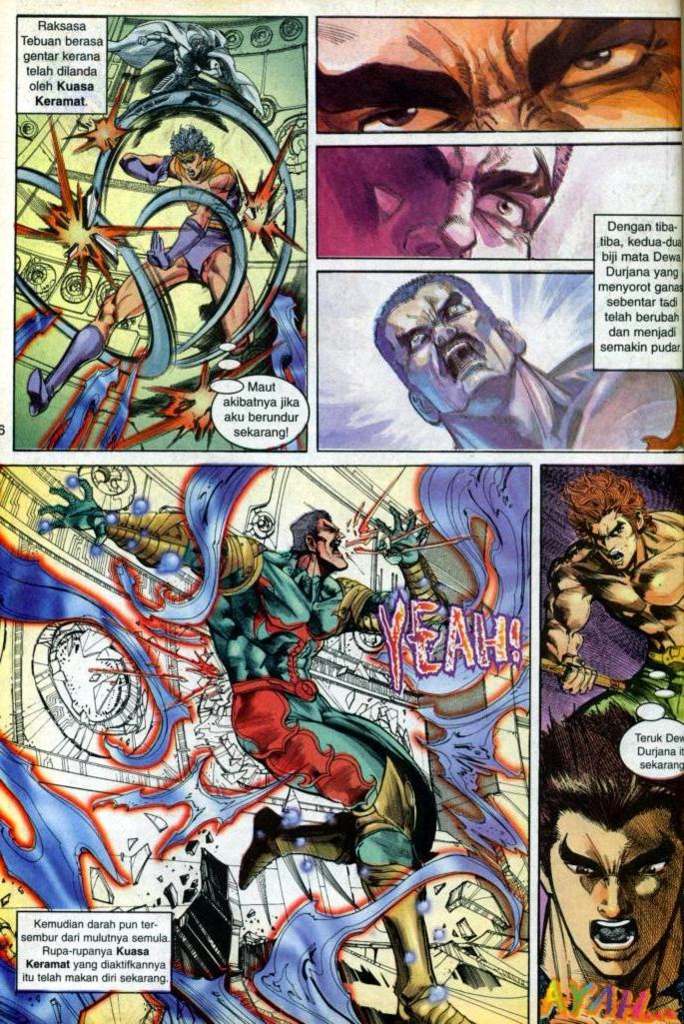 Raksasa
Tebuan berasa
gentar kerana
telah dilanda
oleh Kuasa
Keramat.
Maut
akibatnya jika
aku berundur
sekarang!
Dengan tiba-
tiba, kedua-dua
biji mata Dewa
Durjana yang
menyorot ganas
sebentar tadi
telah berubah
dan menjadi
semakin pudar.
6
YEAH!
Teruk Dewa
Durjana it
sekarang
Kemudian darah pun ter-
sembur dari mulutnya semula.
Rupa-rupanya Kuasa
Keramat yang diaktifkannya
itu telah makan diri sekarang.
AYAH...